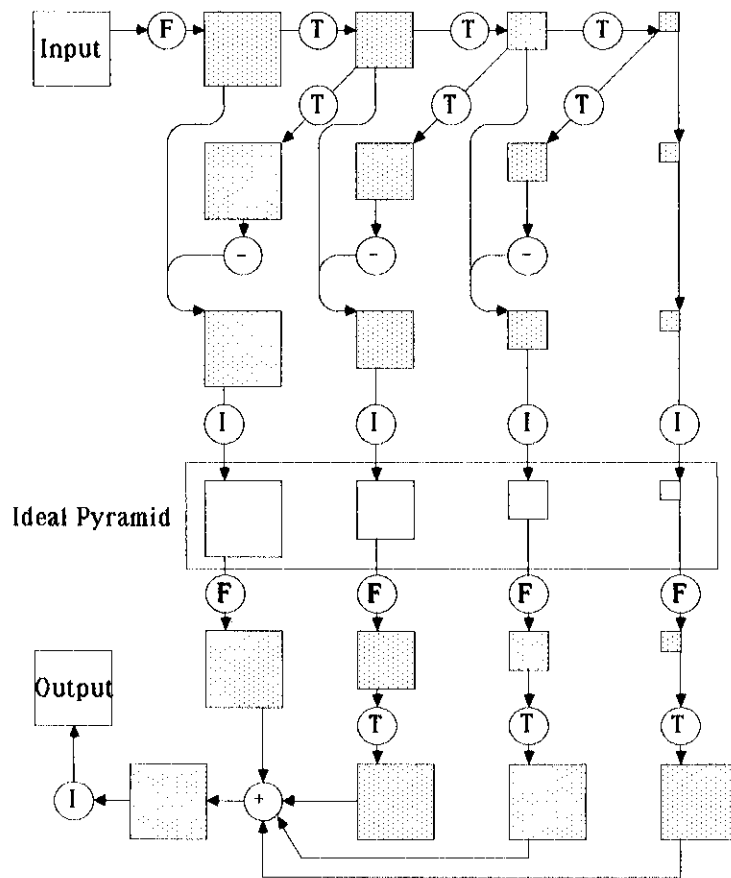 Input F T T T
T T T
- - -
I I I I
Ideal Pyramid
F F F F
Output
T T T
I +